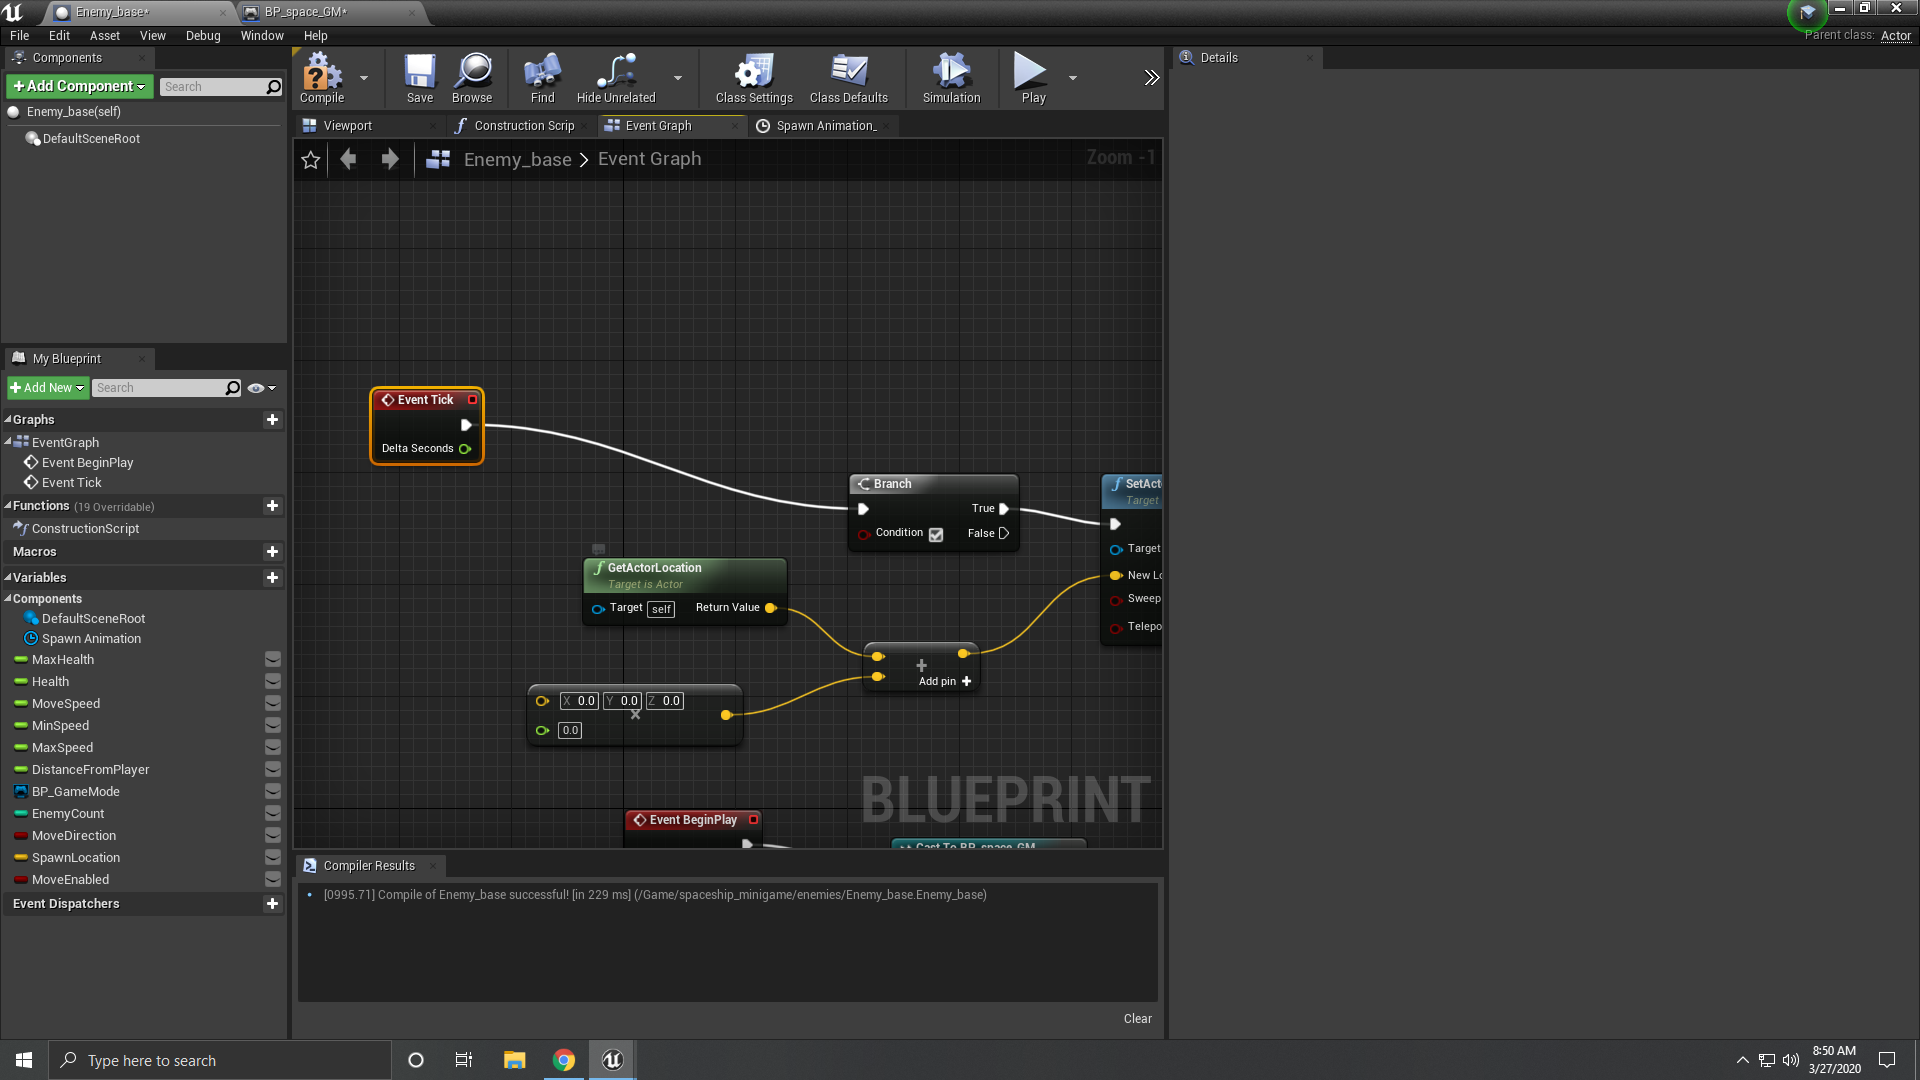 Enemy_base*
BP_space_GM*
File Edit Asset View Debug Window Help
Parent class: Actor
Components
+ Add Component
Search
Enemy_base(self)
DefaultSceneRoot
Compile
Save
Browse
Find
Hide Unrelated
Class Settings
Class Defaults
Simulation
Play
Details
Viewport
Construction Scrip
Event Graph
Spawn Animation_
Enemy_base > Event Graph
Zoom -1
My Blueprint
+ Add New
Search
Graphs
EventGraph
Event BeginPlay
Event Tick
Functions (19 Overridable)
ConstructionScript
Macros
Variables
Components
DefaultSceneRoot
Spawn Animation
MaxHealth
Health
MoveSpeed
MinSpeed
MaxSpeed
DistanceFromPlayer
BP_GameMode
EnemyCount
MoveDirection
SpawnLocation
MoveEnabled
Event Dispatchers
Event Tick
Delta Seconds
Branch
True
Condition
False
SetAct
Target
Target
New Lo
Sweep
Telepo
GetActorLocation
Target is Actor
Target self Return Value
+
Add pin +
X 0.0 Y 0.0 Z 0.0
0.0
BLUEPRINT
Event BeginPlay
Cast To BP_space_GM
Compiler Results
[0995.71] Compile of Enemy_base successful! [in 229 ms] (/Game/spaceship_minigame/enemies/Enemy_base.Enemy_base)
Clear
Type here to search
8:50 AM
3/27/2020